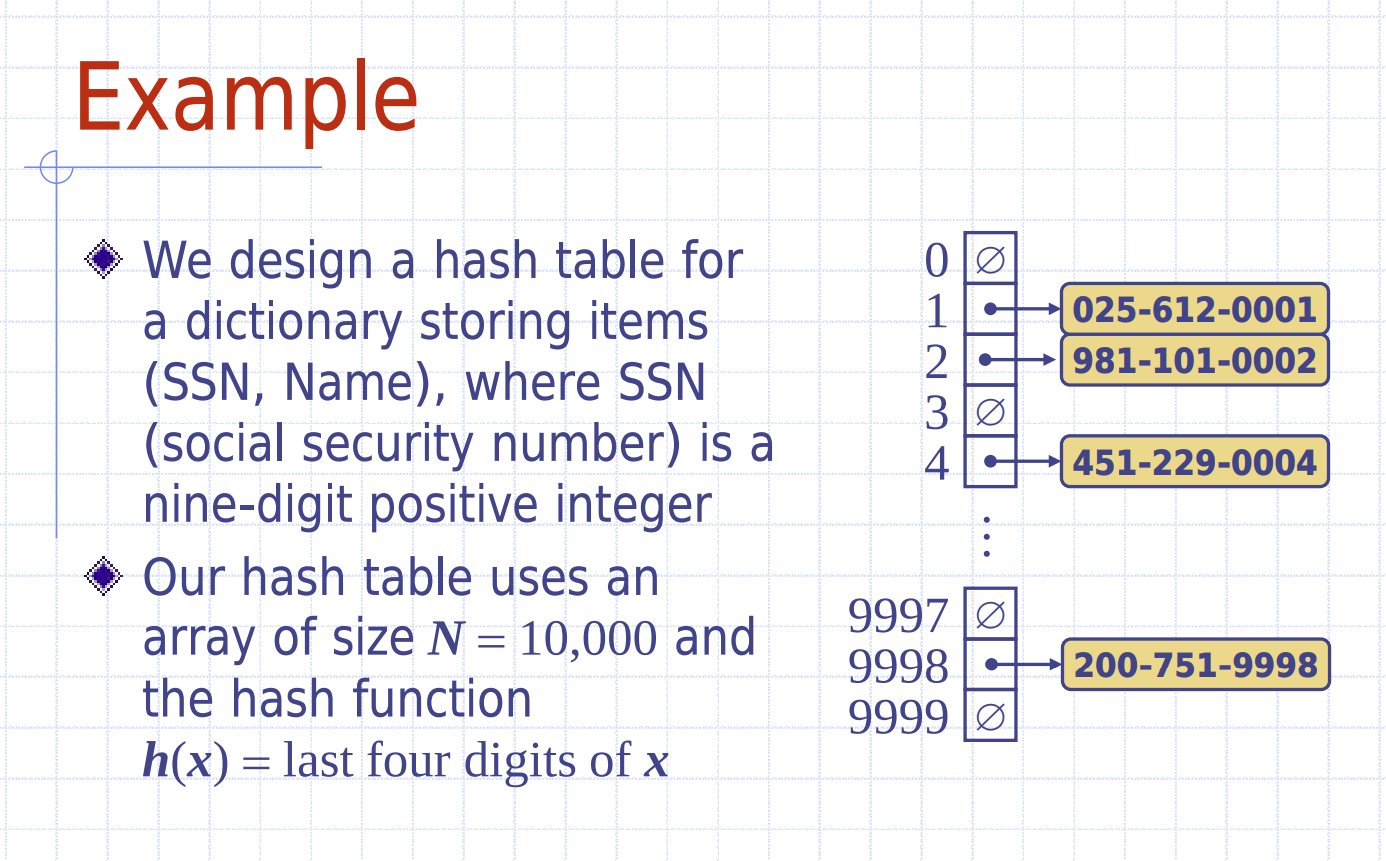 Example
We design a hash table for
a dictionary storing items
(SSN, Name), where SSN
(social security number) is a
nine-digit positive integer
Our hash table uses an
array of size N = 10,000 and
the hash function
h(x) = last four digits of x
0 ∅
1 025-612-0001
2 981-101-0002
3 ∅
4 451-229-0004
⋮
9997 ∅
9998 200-751-9998
9999 ∅